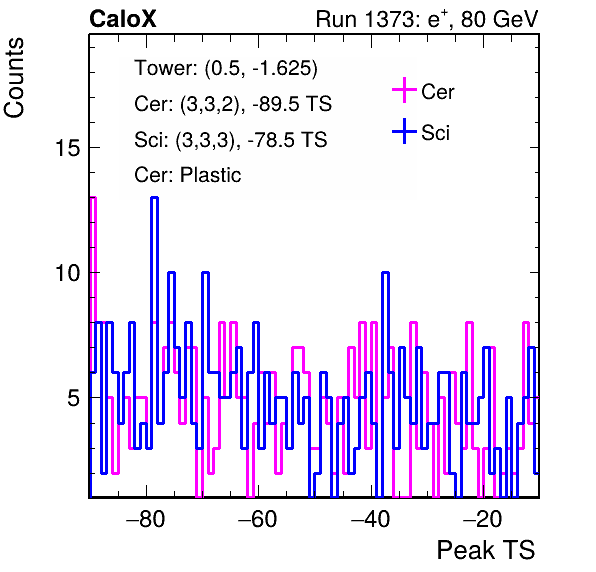 CaloX Run 1373: e⁺, 80 GeV
Counts
Tower: (0.5, -1.625)
Cer: (3,3,2), -89.5 TS
Sci: (3,3,3), -78.5 TS
Cer: Plastic
Cer
Sci
15
10
5
−80 −60 −40 −20
Peak TS